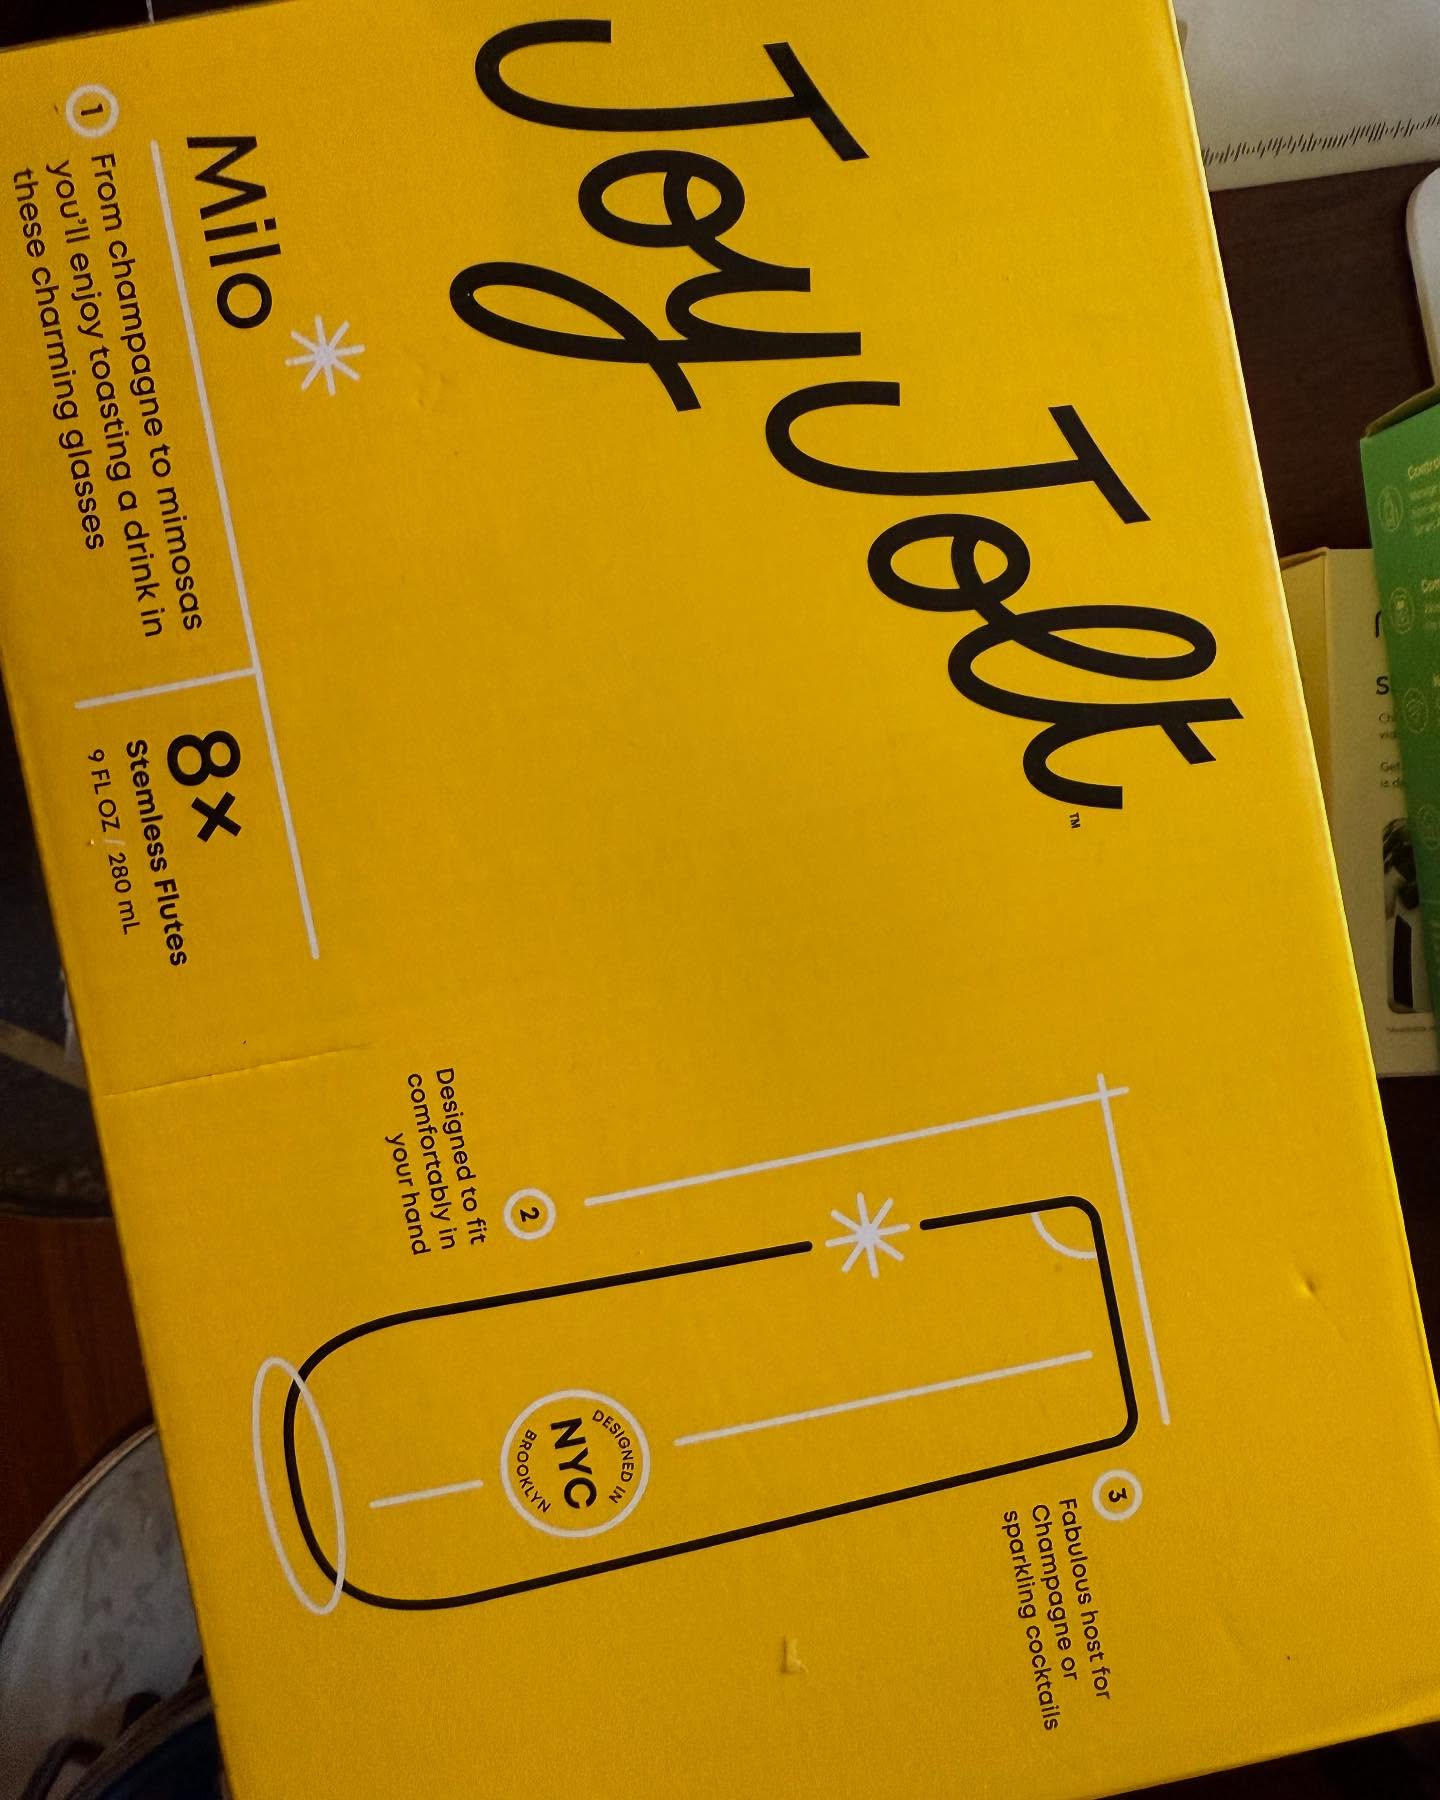 JoyJolt
™
Milo
1
From champagne to mimosas
you'll enjoy toasting a drink in
these charming glasses
8×
Stemless Flutes
9 FL OZ / 280 mL
2
Designed to fit
comfortably in
your hand
DESIGNED IN
NYC
BROOKLYN
3
Fabulous host for
Champagne or
sparkling cocktails